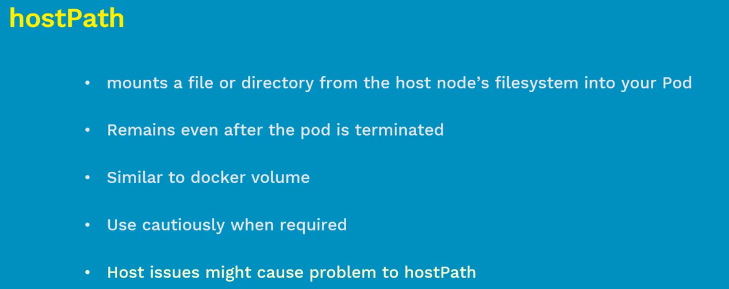 hostPath
• mounts a file or directory from the host node’s filesystem into your Pod
• Remains even after the pod is terminated
• Similar to docker volume
• Use cautiously when required
• Host issues might cause problem to hostPath